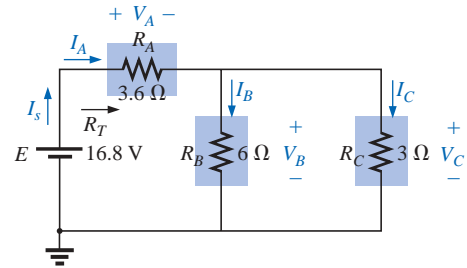 + V_A −
I_A
R_A
3.6 Ω
I_s
R_T
I_B
I_C
E
16.8 V
R_B
6 Ω
+
V_B
−
R_C
3 Ω
+
V_C
−